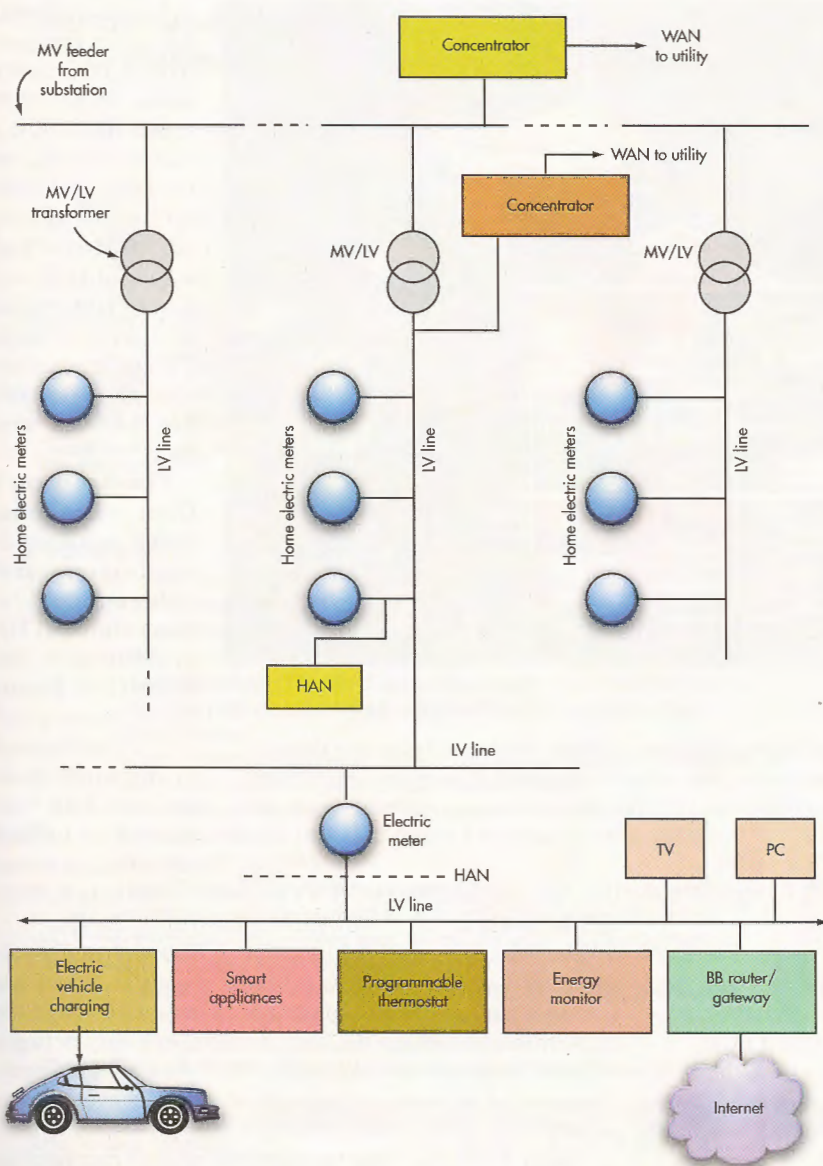 Concentrator
WAN
to utility
MV feeder
from
substation
WAN to utility
Concentrator
MV/LV
transformer
MV/LV
MV/LV
Home electric meters
LV line
Home electric meters
LV line
Home electric meters
LV line
HAN
LV line
Electric
meter
TV
PC
HAN
LV line
Electric
vehicle
charging
Smart
appliances
Programmable
thermostat
Energy
monitor
BB router/
gateway
Internet